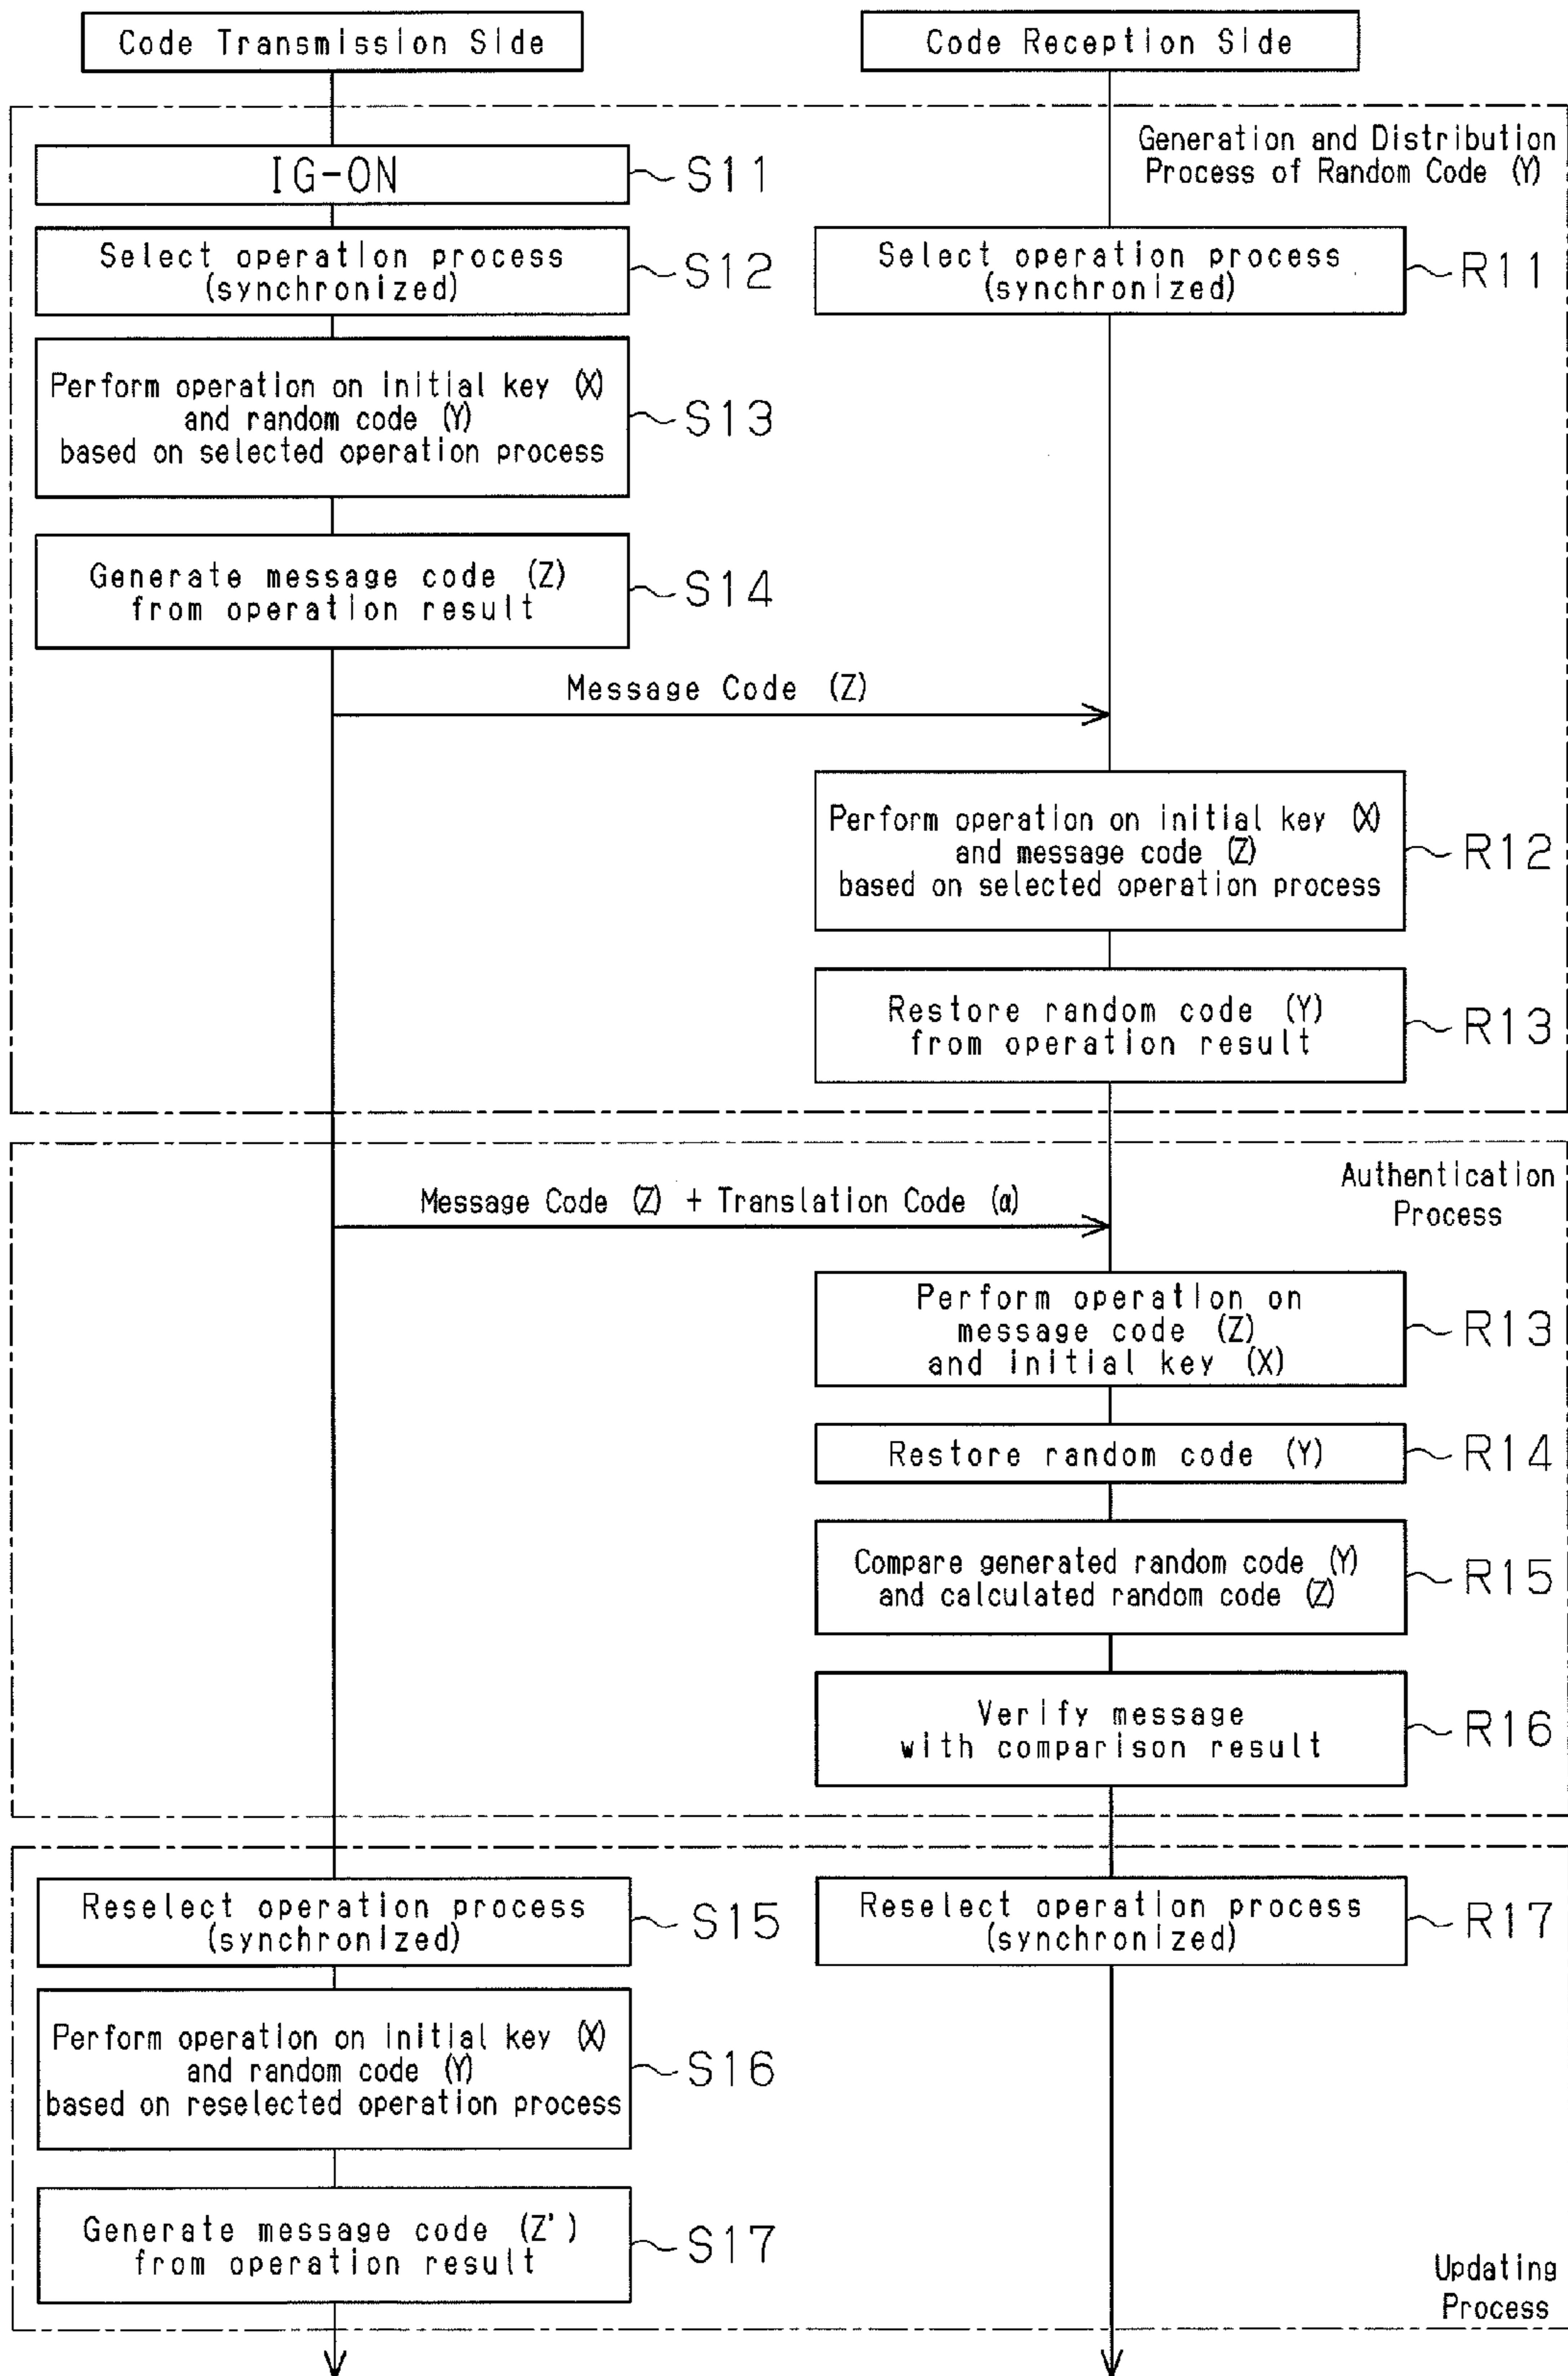 Code Transmission Side
Code Reception Side
Generation and Distribution
Process of Random Code (Y)
IG-ON
S11
Select operation process
(synchronized)
S12
Select operation process
(synchronized)
R11
Perform operation on initial key (X)
and random code (Y)
based on selected operation process
S13
Generate message code (Z)
from operation result
S14
Message Code (Z)
Perform operation on initial key (X)
and message code (Z)
based on selected operation process
R12
Restore random code (Y)
from operation result
R13
Authentication
Process
Message Code (Z) + Translation Code (α)
Perform operation on
message code (Z)
and initial key (X)
R13
Restore random code (Y)
R14
Compare generated random code (Y)
and calculated random code (Z)
R15
Verify message
with comparison result
R16
Reselect operation process
(synchronized)
S15
Reselect operation process
(synchronized)
R17
Perform operation on initial key (X)
and random code (Y)
based on reselected operation process
S16
Generate message code (Z')
from operation result
S17
Updating
Process